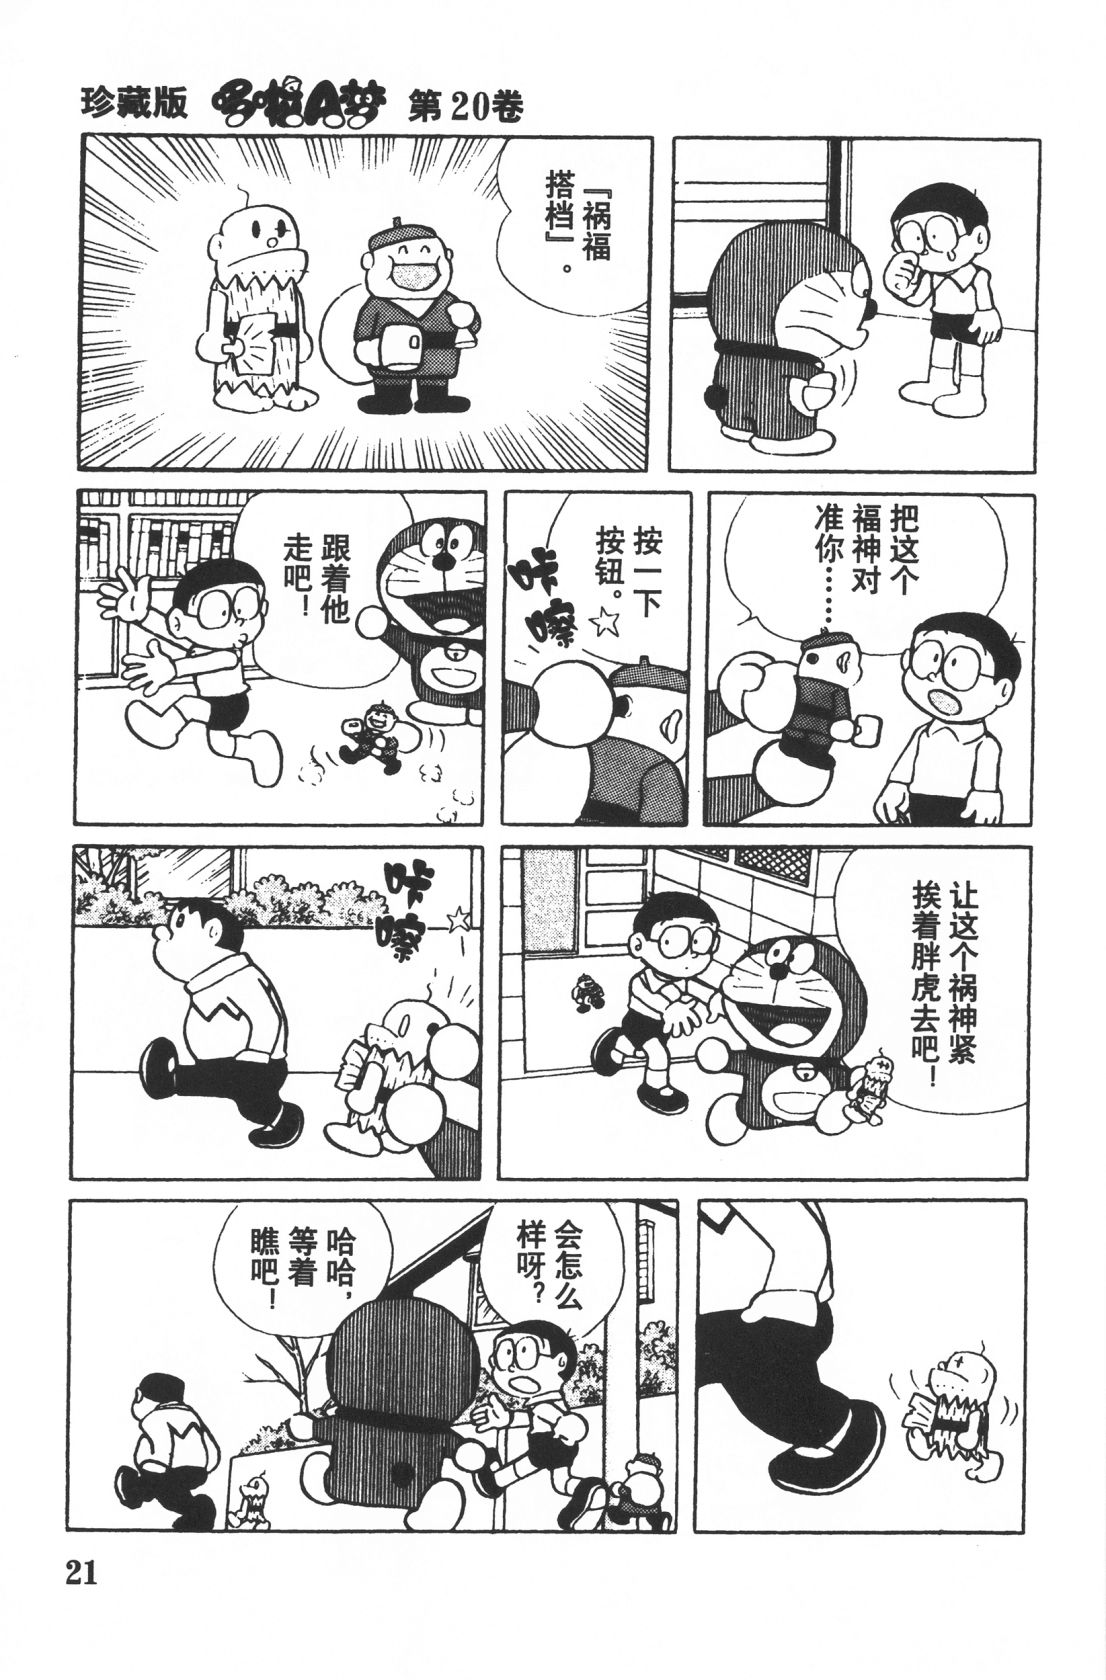 珍藏版 哆啦A梦 第20卷
『祸福
搭档』。
把这个
福神对
准你……
按一下
按钮。
咔
嚓
跟着他
走吧！
让这个祸神紧
挨着胖虎去吧！
咔
嚓
会怎么
样呀？
哈哈，
等着
瞧吧！
21